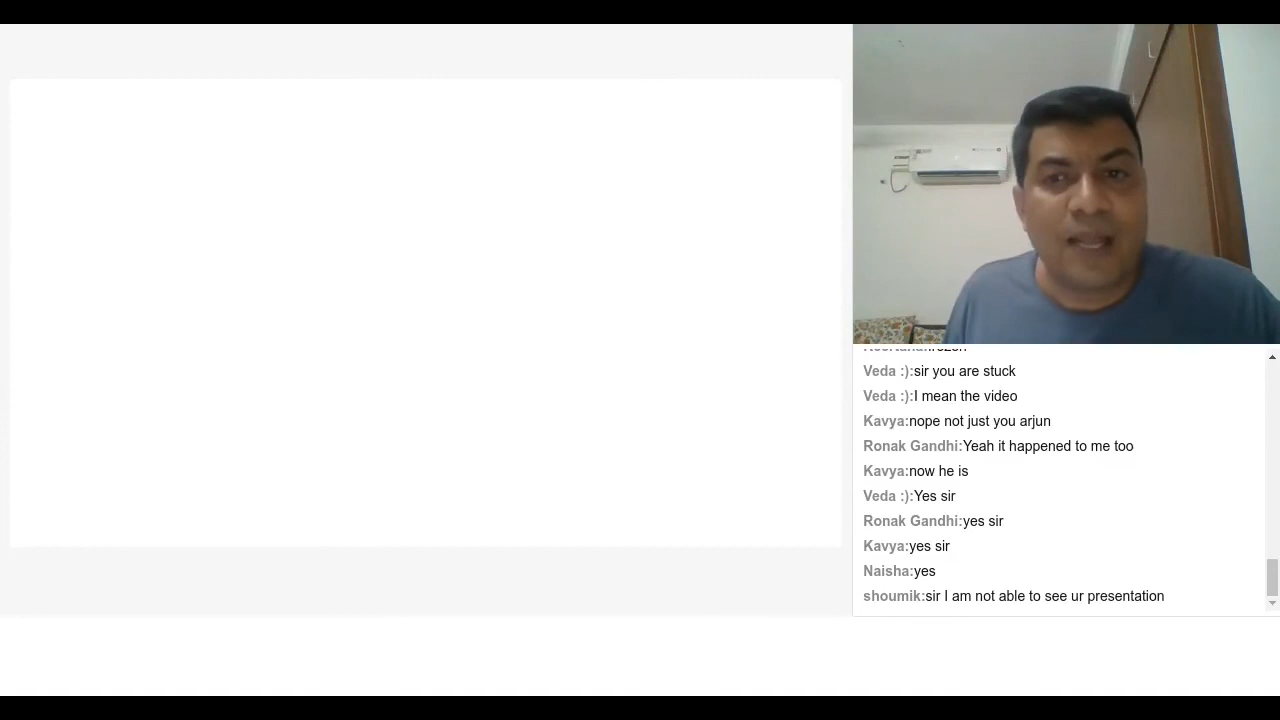 Veda :):sir you are stuck
Veda :):I mean the video
Kavya:nope not just you arjun
Ronak Gandhi:Yeah it happened to me too
Kavya:now he is
Veda :):Yes sir
Ronak Gandhi:yes sir
Kavya:yes sir
Naisha:yes
shoumik:sir I am not able to see ur presentation